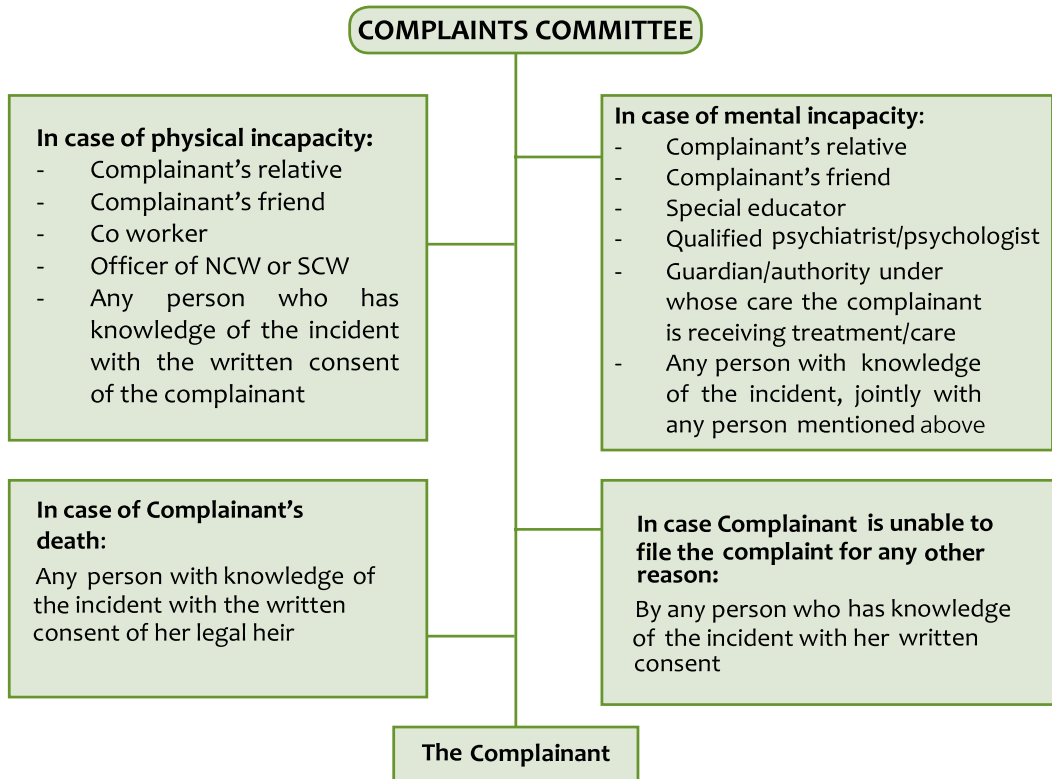 COMPLAINTS COMMITTEE
In case of physical incapacity:
- Complainant's relative
- Complainant's friend
- Co worker
- Officer of NCW or SCW
- Any person who has
knowledge of the incident
with the written consent
of the complainant
In case of mental incapacity:
- Complainant's relative
- Complainant's friend
- Special educator
- Qualified psychiatrist/psychologist
- Guardian/authority under
whose care the complainant
is receiving treatment/care
- Any person with knowledge
of the incident, jointly with
any person mentioned above
In case of Complainant's
death:
Any person with knowledge of
the incident with the written
consent of her legal heir
In case Complainant is unable to
file the complaint for any other
reason:
By any person who has knowledge
of the incident with her written
consent
The Complainant